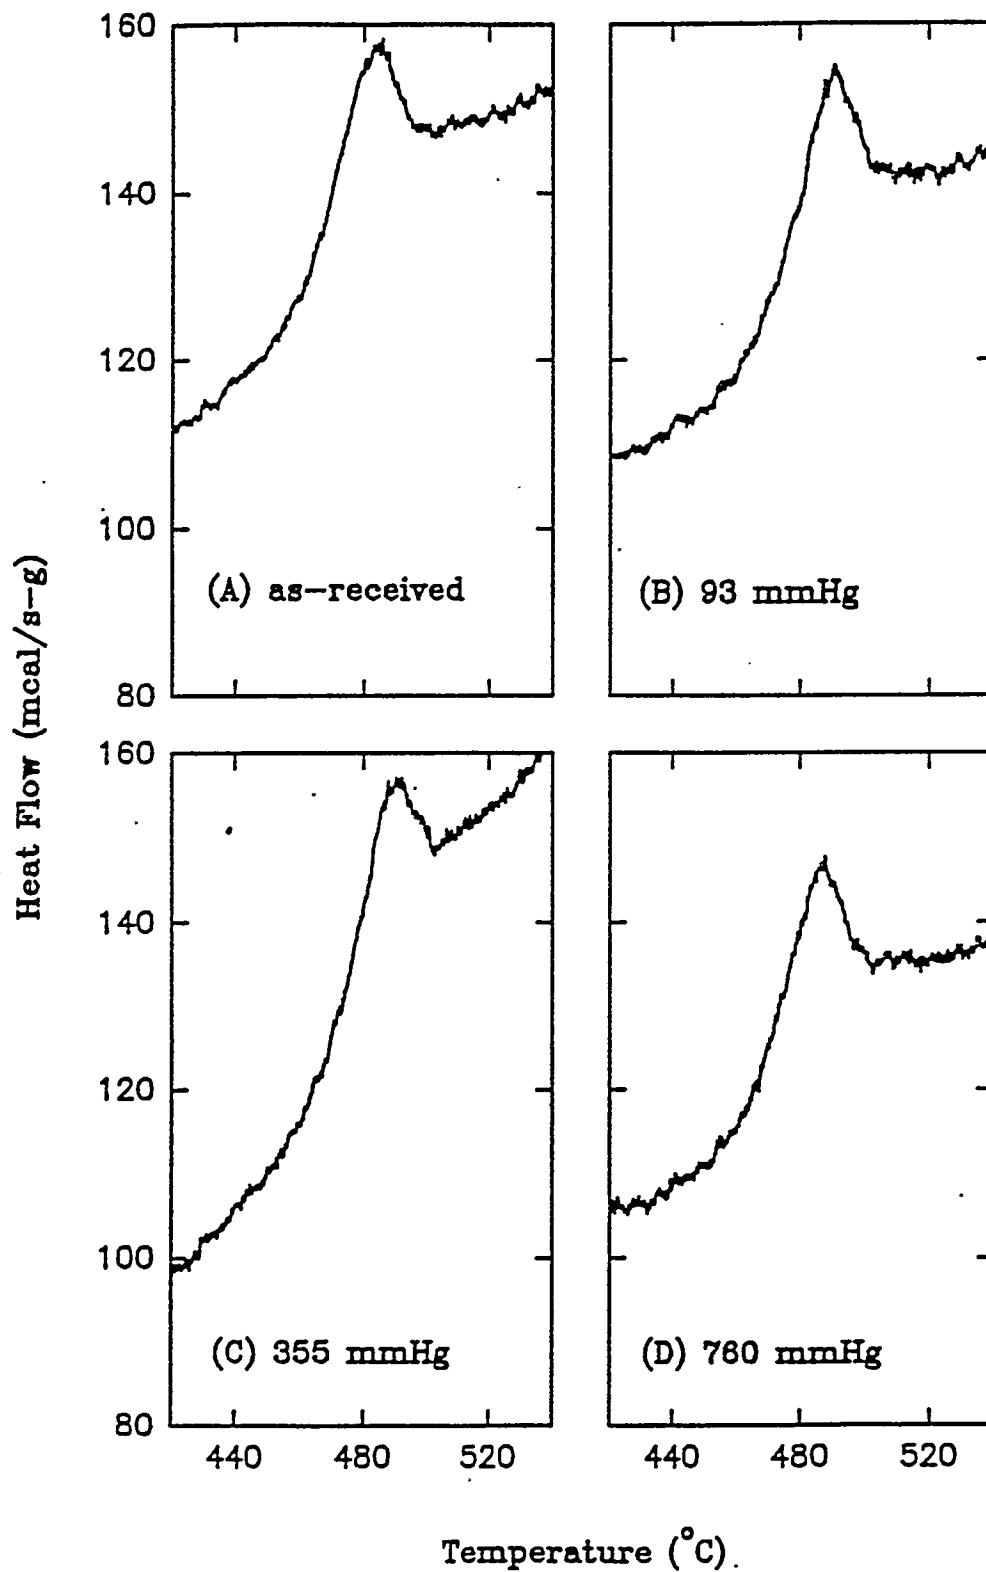 160
140
120
100
80
(A) as-received
(B) 93 mmHg
Heat Flow (mcal/s-g)
160
140
120
100
80
(C) 355 mmHg
(D) 760 mmHg
440 480 520
440 480 520
Temperature (°C)